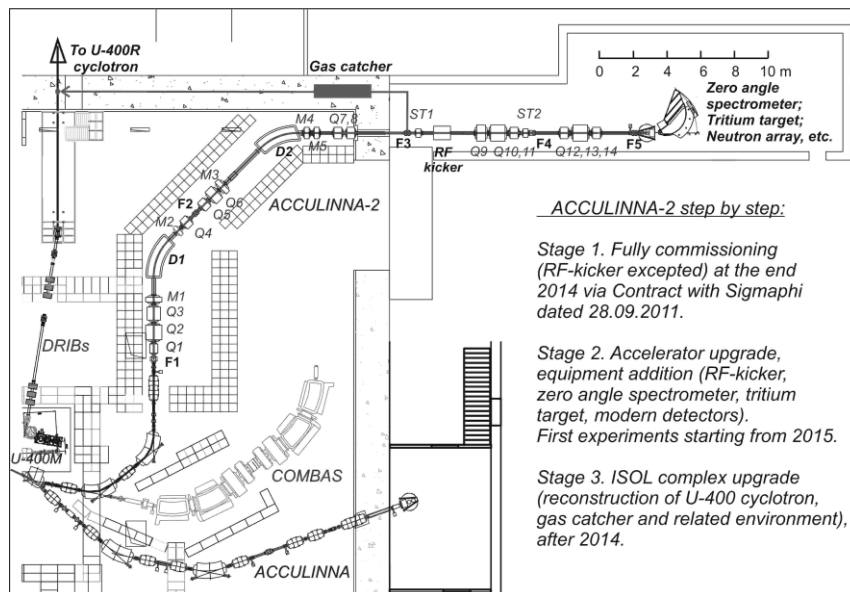 To U-400R
cyclotron
Gas catcher
0 2 4 6 8 10 m
Zero angle
spectrometer;
Tritium target;
Neutron array, etc.
M4
Q7,8
ST1
ST2
D2
M5
F3
RF
kicker
Q9
Q10,11
F4
Q12,13,14
F5
M3
F2
Q6
Q5
M2
Q4
ACCULINNA-2
D1
M1
Q3
Q2
Q1
F1
DRIBs
U-400M
COMBAS
ACCULINNA
ACCULINNA-2 step by step:
Stage 1. Fully commissioning
(RF-kicker excepted) at the end
2014 via Contract with Sigmaphi
dated 28.09.2011.
Stage 2. Accelerator upgrade,
equipment addition (RF-kicker,
zero angle spectrometer, tritium
target, modern detectors).
First experiments starting from 2015.
Stage 3. ISOL complex upgrade
(reconstruction of U-400 cyclotron,
gas catcher and related environment),
after 2014.